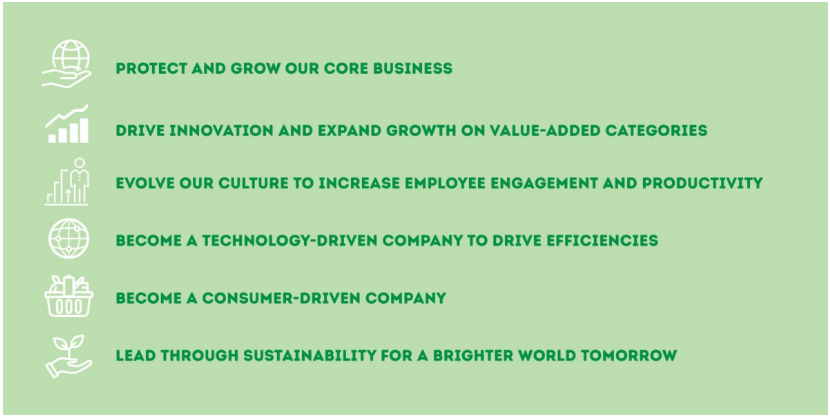 PROTECT AND GROW OUR CORE BUSINESS
DRIVE INNOVATION AND EXPAND GROWTH ON VALUE-ADDED CATEGORIES
EVOLVE OUR CULTURE TO INCREASE EMPLOYEE ENGAGEMENT AND PRODUCTIVITY
BECOME A TECHNOLOGY-DRIVEN COMPANY TO DRIVE EFFICIENCIES
BECOME A CONSUMER-DRIVEN COMPANY
LEAD THROUGH SUSTAINABILITY FOR A BRIGHTER WORLD TOMORROW